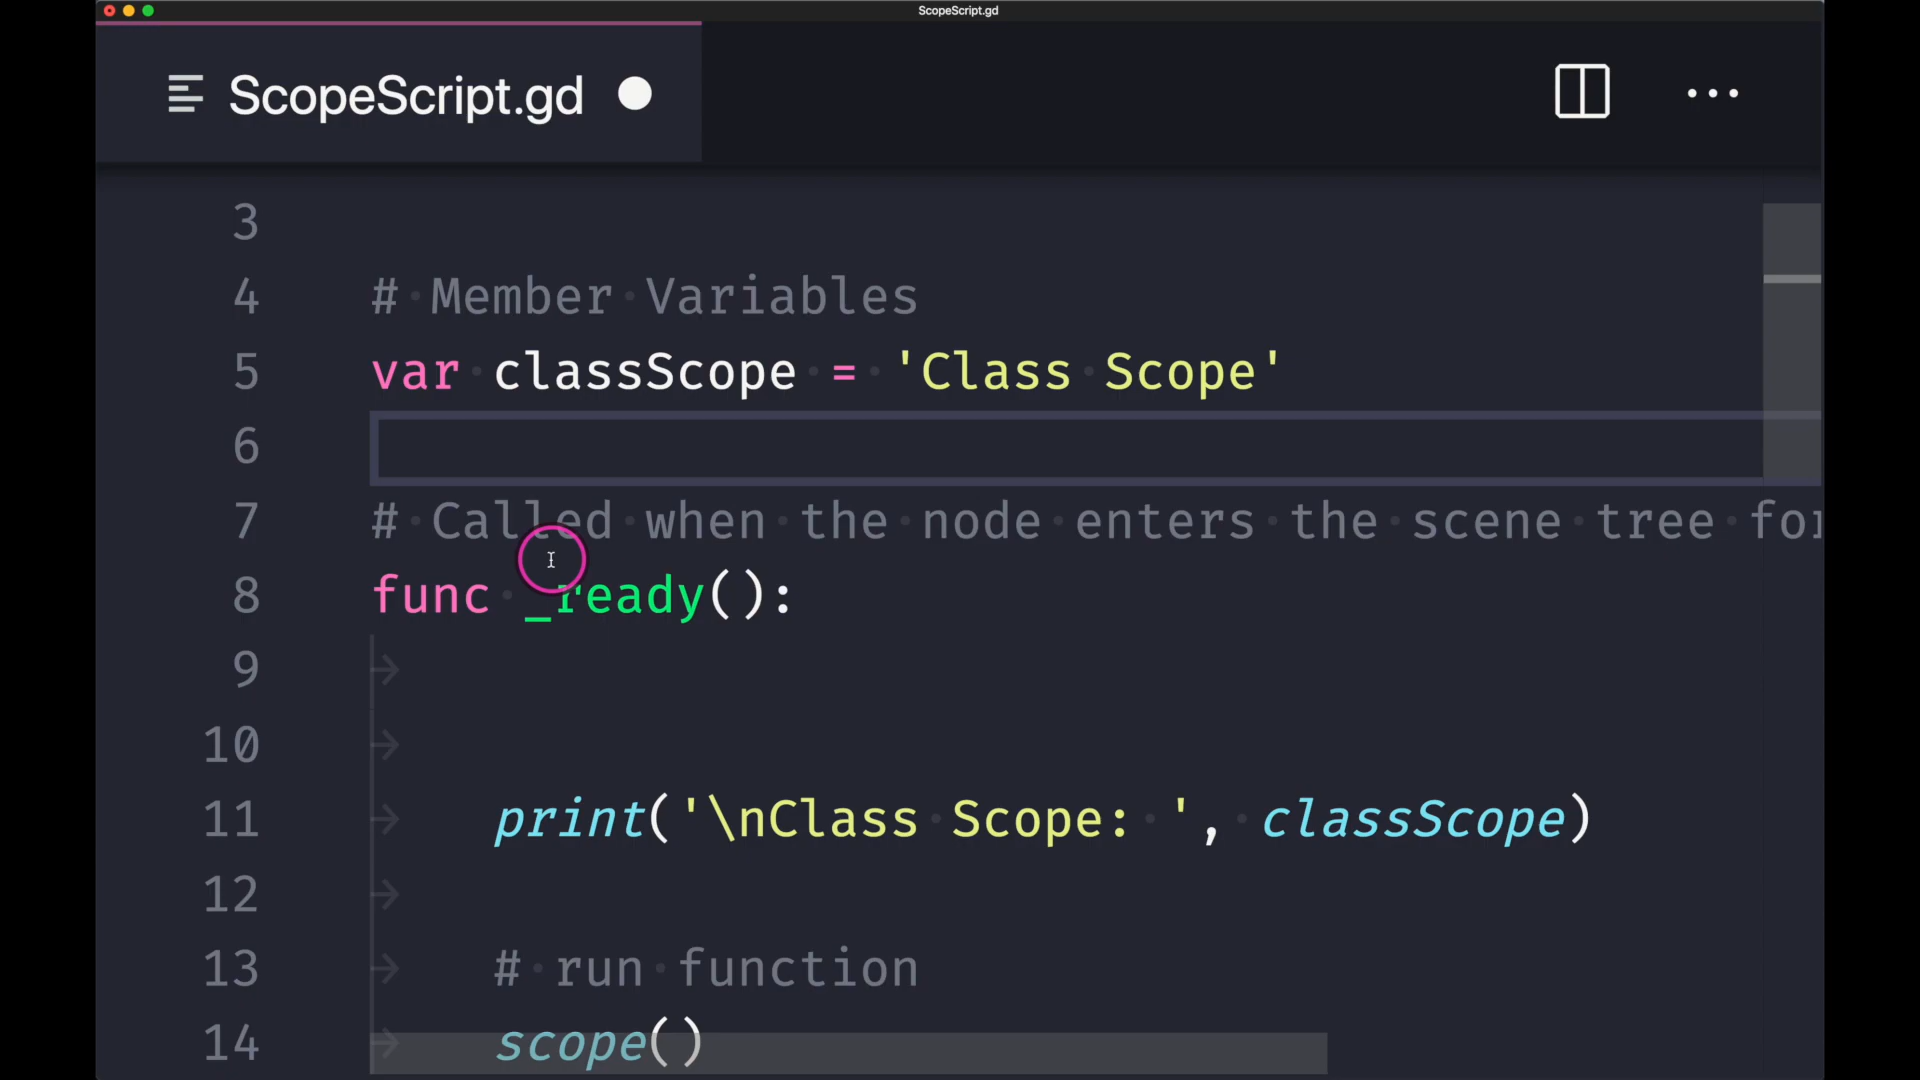 ScopeScript.gd
ScopeScript.gd
3
4 # Member Variables
5 var classScope = 'Class Scope'
6
7 # Called when the node enters the scene tree for
8 func _ready():
9
10
11 print('\nClass Scope: ', classScope)
12
13 # run function
14 scope()